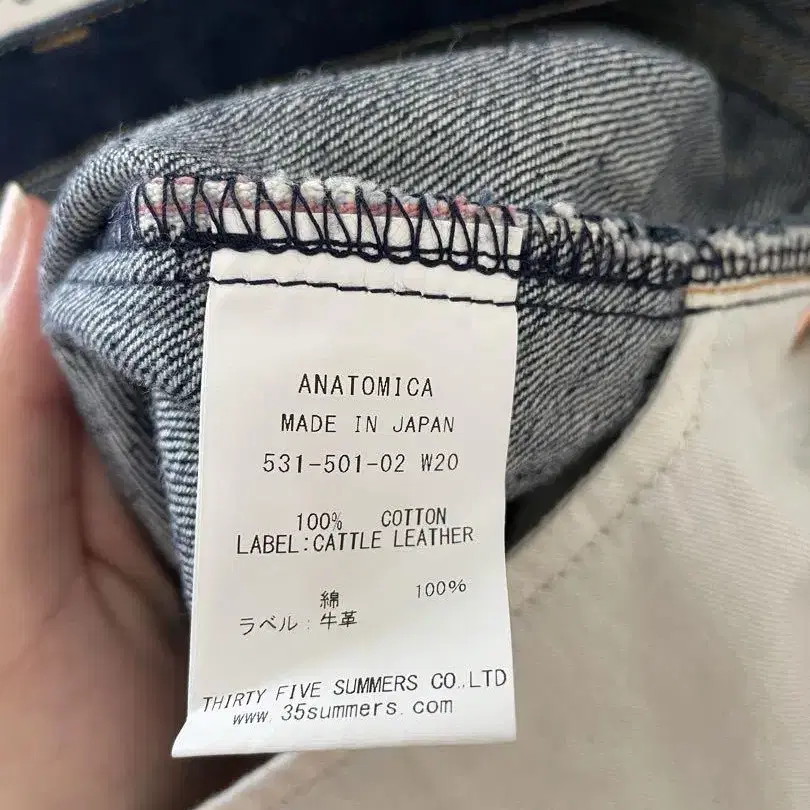 ANATOMICA
MADE IN JAPAN
531-501-02 W20
100% COTTON
LABEL:CATTLE LEATHER
綿 100%
ラベル:牛革
THIRTY FIVE SUMMERS CO.,LTD
www.35summers.com